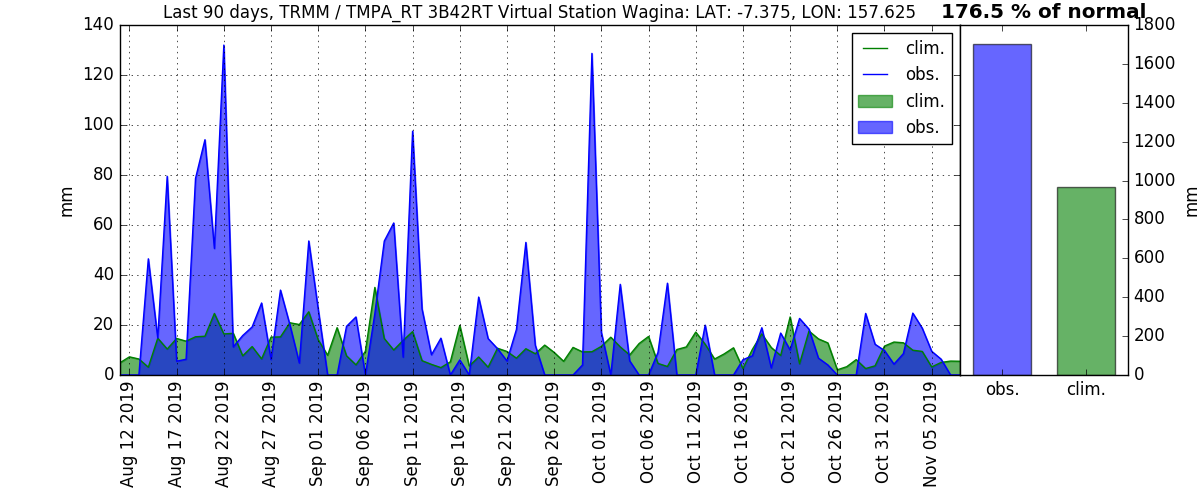 Last 90 days, TRMM / TMPA_RT 3B42RT Virtual Station Wagina: LAT: -7.375, LON: 157.625
176.5 % of normal
140
120
100
80
60
40
20
0
mm
clim.
obs.
clim.
obs.
Aug 12 2019
Aug 17 2019
Aug 22 2019
Aug 27 2019
Sep 01 2019
Sep 06 2019
Sep 11 2019
Sep 16 2019
Sep 21 2019
Sep 26 2019
Oct 01 2019
Oct 06 2019
Oct 11 2019
Oct 16 2019
Oct 21 2019
Oct 26 2019
Oct 31 2019
Nov 05 2019
1800
1600
1400
1200
1000
800
600
400
200
0
mm
obs.
clim.